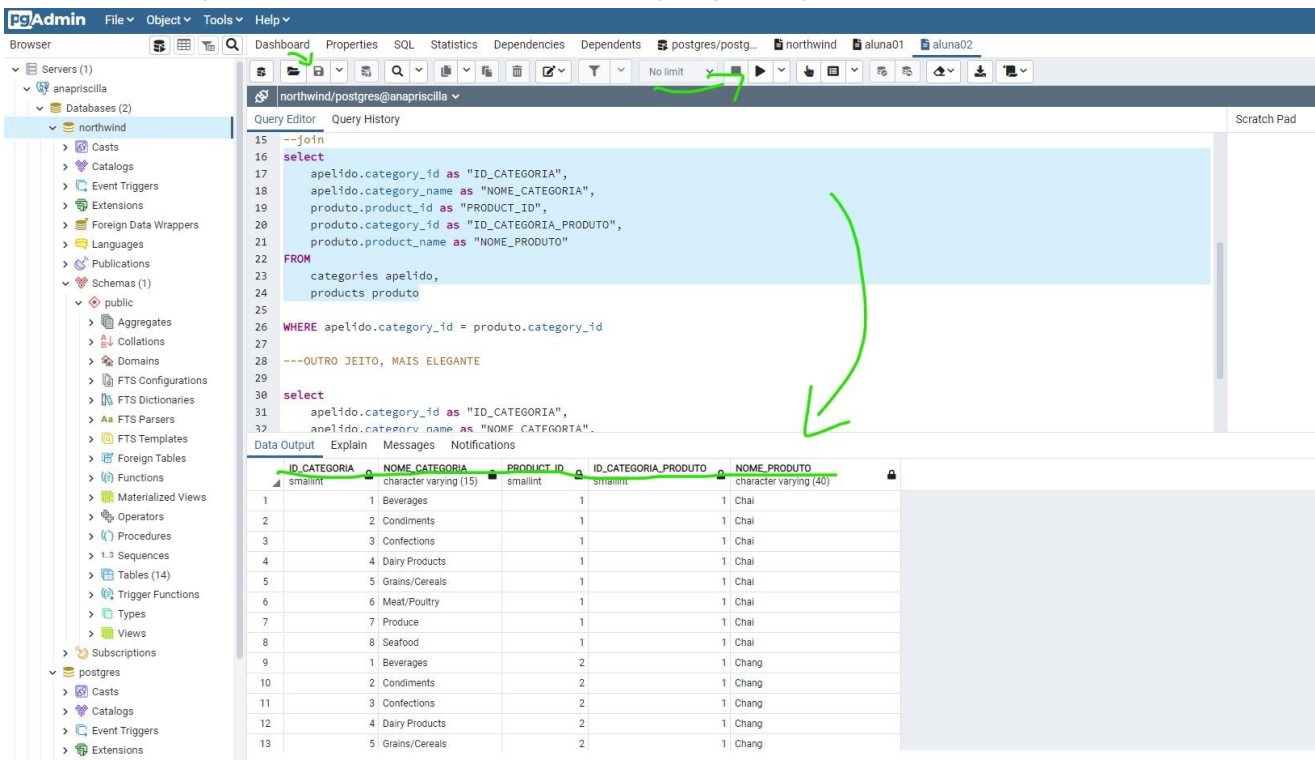 pgAdmin File Object Tools Help
Browser
Dashboard Properties SQL Statistics Dependencies Dependents postgres/postg... northwind aluna01 aluna02
No limit
northwind/postgres@anapriscilla
Query Editor Query History
Scratch Pad
Servers (1)
anapriscilla
Databases (2)
northwind
Casts
Catalogs
Event Triggers
Extensions
Foreign Data Wrappers
Languages
Publications
Schemas (1)
public
Aggregates
Collations
Domains
FTS Configurations
FTS Dictionaries
FTS Parsers
FTS Templates
Foreign Tables
Functions
Materialized Views
Operators
Procedures
1..3 Sequences
Tables (14)
Trigger Functions
Types
Views
Subscriptions
postgres
Casts
Catalogs
Event Triggers
Extensions
15 --join
16 select
17 apelido.category_id as "ID_CATEGORIA",
18 apelido.category_name as "NOME_CATEGORIA",
19 produto.product_id as "PRODUCT_ID",
20 produto.category_id as "ID_CATEGORIA_PRODUTO",
21 produto.product_name as "NOME_PRODUTO"
22 FROM
23 categories apelido,
24 products produto
25
26 WHERE apelido.category_id = produto.category_id
27
28 ---OUTRO JEITO, MAIS ELEGANTE
29
30 select
31 apelido.category_id as "ID_CATEGORIA",
32 apelido.category_name as "NOME_CATEGORIA",
Data Output Explain Messages Notifications
ID_CATEGORIA NOME_CATEGORIA PRODUCT_ID ID_CATEGORIA_PRODUTO NOME_PRODUTO
smallint character varying (15) smallint smallint character varying (40)
1 1 Beverages 1 1 Chai
2 2 Condiments 1 1 Chai
3 3 Confections 1 1 Chai
4 4 Dairy Products 1 1 Chai
5 5 Grains/Cereals 1 1 Chai
6 6 Meat/Poultry 1 1 Chai
7 7 Produce 1 1 Chai
8 8 Seafood 1 1 Chai
9 1 Beverages 2 1 Chang
10 2 Condiments 2 1 Chang
11 3 Confections 2 1 Chang
12 4 Dairy Products 2 1 Chang
13 5 Grains/Cereals 2 1 Chang